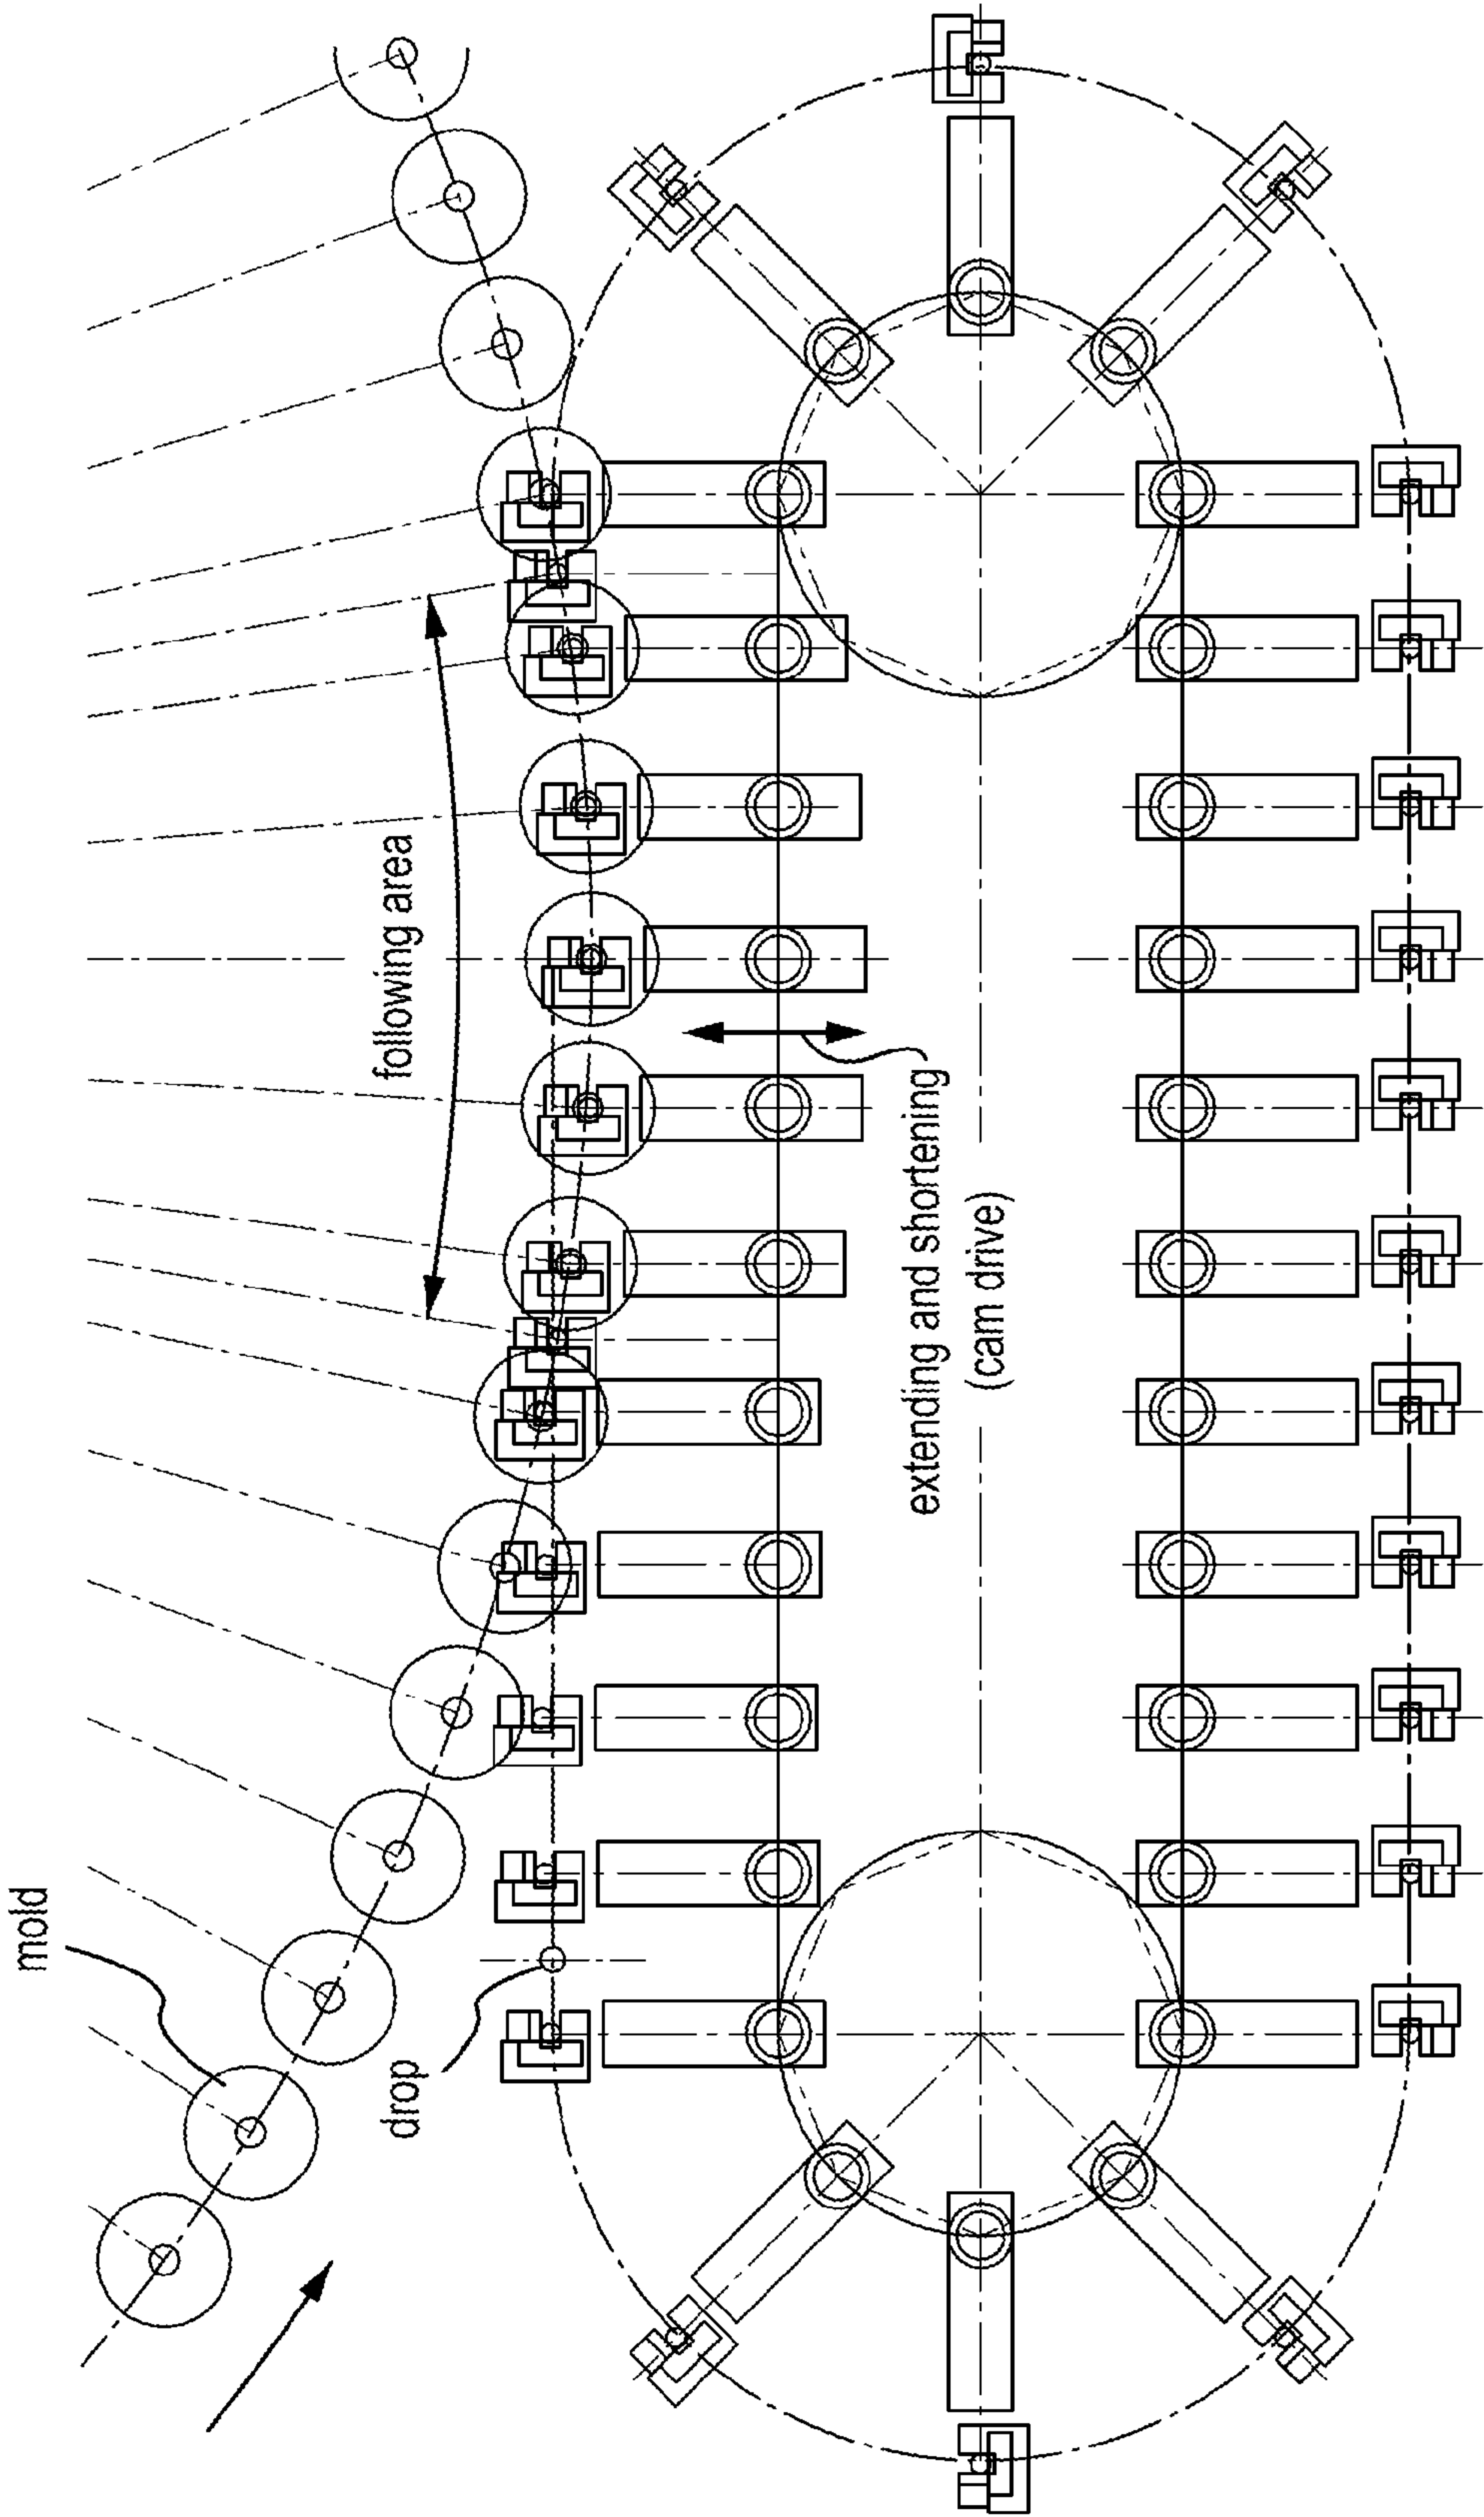 mold
drop
following area
extending and shortening
(cam drive)